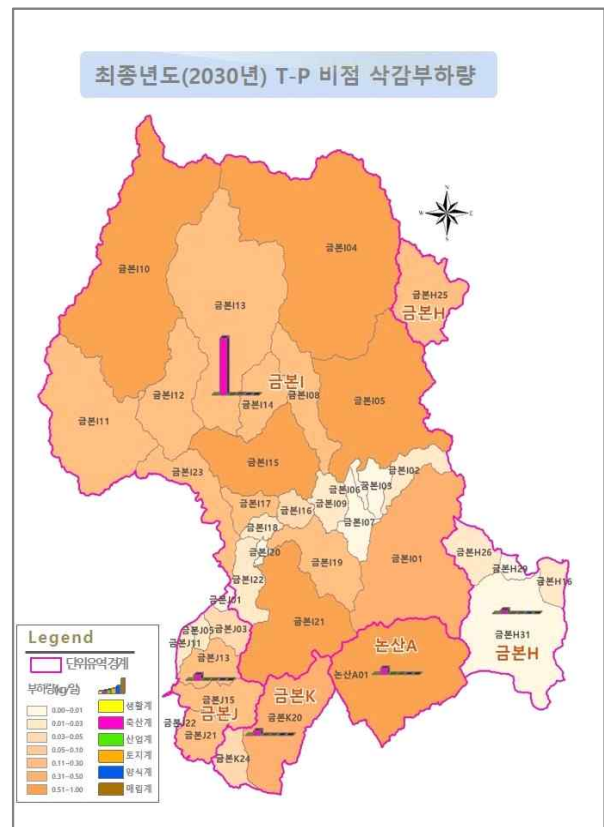 최종년도(2030년) T-P 비점 삭감부하량
N
W E
S
금본I10
금본I04
금본I13
금본H25
금본H
금본I
금본I12
금본I14
금본I08
금본I05
금본I11
금본I15
금본I23
금본I02
금본I06
금본I03
금본I17
금본I16
금본I09
금본I18
금본I07
금본I20
금본I19
금본I01
금본H26
금본H29
금본H16
금본I22
금본J01
금본I21
금본H31
금본H
금본J05
금본J03
금본J11
금본J13
논산A
논산A01
금본K
금본J15
금본J
금본J22
금본J21
금본K20
금본K24
Legend
단위유역경계
부하량(kg/일)
0.00~0.01
0.01~0.03
0.03~0.05
0.05~0.10
0.11~0.30
0.31~0.50
0.51~1.00
생활계
축산계
산업계
토지계
양식계
매립계